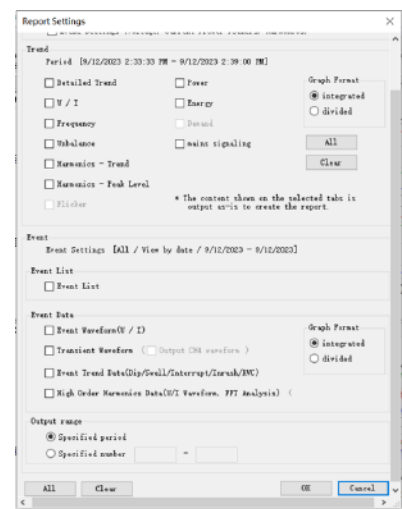 Report Settings
Trend
Period [9/12/2023 2:33:33 PM - 9/12/2023 2:39:00 PM]
Detailed Trend
Power
Graph Format
V / I
Energy
integrated
Frequency
Demand
divided
Unbalance
mains signaling
All
Harmonics - Trend
Clear
Harmonics - Peak Level
Flicker
* The content shown on the selected tabs is
output as-is to create the report.
Event
Event Settings [All / View by date / 9/12/2023 - 9/12/2023]
Event List
Event List
Event Data
Event Waveform(V / I)
Graph Format
Transient Waveform ( Output CH4 waveform )
integrated
divided
Event Trend Data(Dip/Swell/Interrupt/Inrush/RVC)
High Order Harmonics Data(V/I Waveform, FFT Analysis) (
Output range
Specified period
Specified number -
All Clear OK Cancel